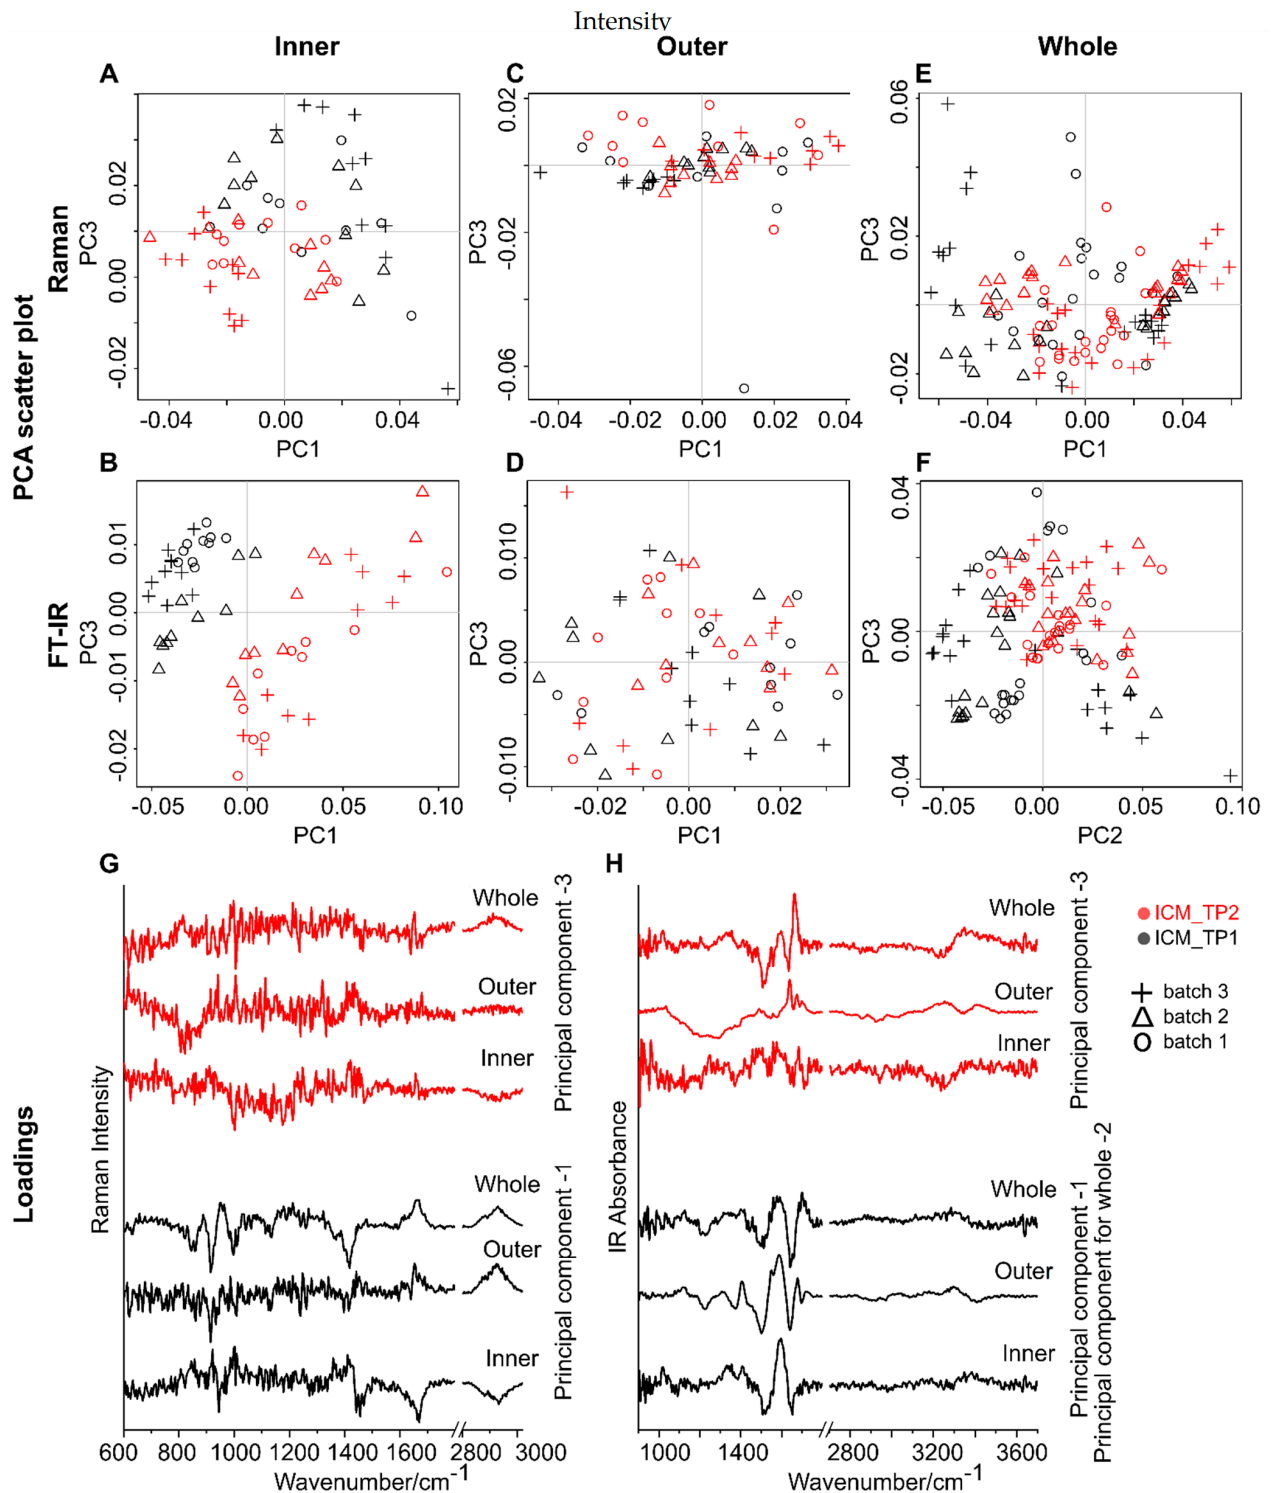 Intensity
Inner
Outer
Whole
PCA scatter plot
Raman
A
PC3
0.02
0.00
-0.02
-0.04
0.00
0.04
PC1
C
PC3
0.02
-0.02
-0.06
-0.04
-0.02
0.00
0.02
0.04
PC1
E
PC3
0.06
0.02
-0.02
-0.04
0.00
0.04
PC1
FT-IR
B
PC3
0.01
0.00
-0.01
-0.02
-0.05
0.00
0.05
0.10
PC1
D
PC3
0.010
0.00
-0.010
-0.02
0.00
0.02
PC1
F
PC3
0.04
0.00
-0.04
-0.05
0.00
0.05
0.10
PC2
Loadings
G
Raman Intensity
Whole
Outer
Inner
Principal component -3
Whole
Outer
Inner
Principal component -1
600 800 1000 1200 1400 1600 2800 3000
Wavenumber/cm-1
H
IR Absorbance
Whole
Outer
Inner
Principal component -3
Whole
Outer
Inner
Principal component -1
Principal component for whole -2
1000 1400 2800 3200 3600
Wavenumber/cm-1
ICM_TP2
ICM_TP1
batch 3
batch 2
batch 1